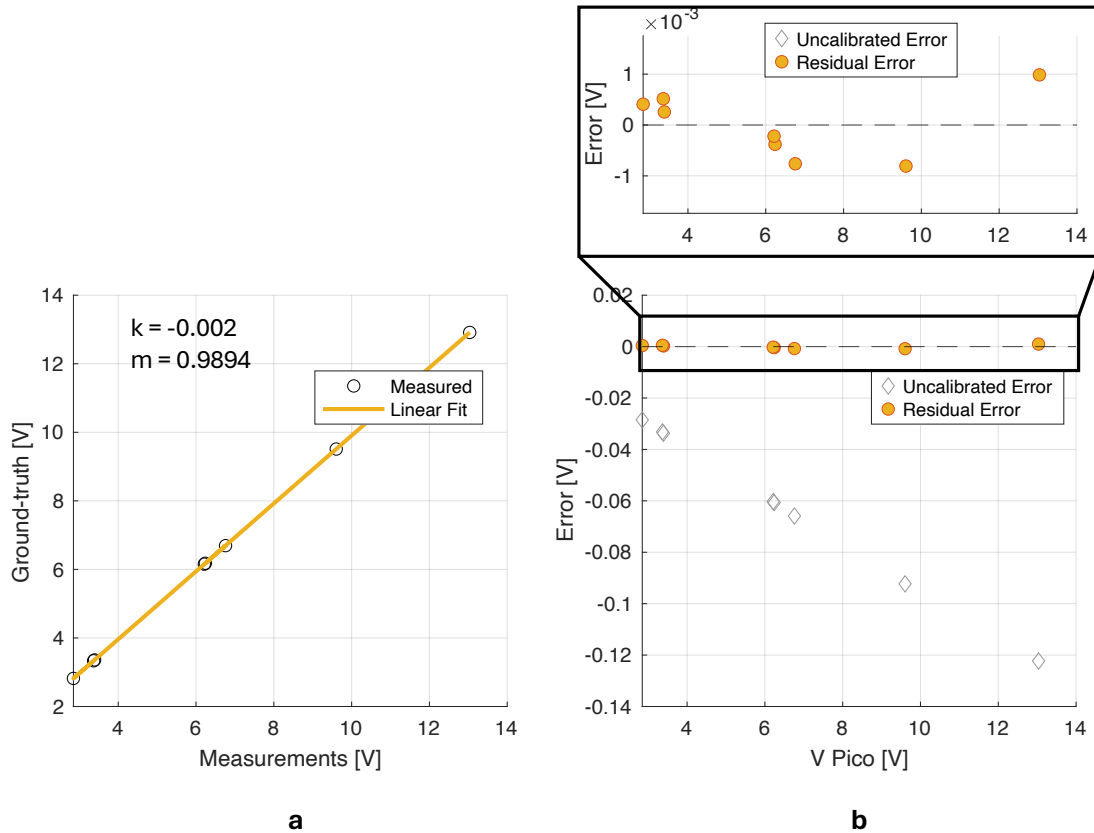 × 10⁻³
1
0
-1
Error [V]
Uncalibrated Error
Residual Error
4
6
8
10
12
14
14
12
10
8
6
4
2
Ground-truth [V]
k = -0.002
m = 0.9894
Measured
Linear Fit
4
6
8
10
12
14
Measurements [V]
a
0.02
0
-0.02
-0.04
-0.06
-0.08
-0.1
-0.12
-0.14
Error [V]
Uncalibrated Error
Residual Error
4
6
8
10
12
14
V Pico [V]
b